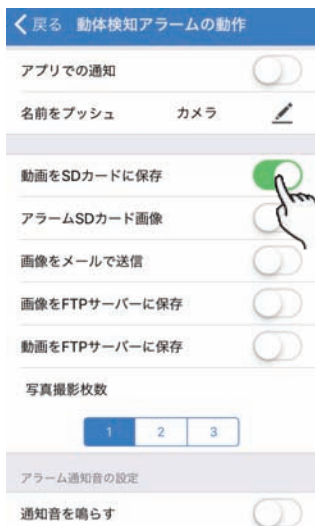 戻る 動体検知アラームの動作
アプリでの通知
名前をプッシュ カメラ
動画をSDカードに保存
アラームSDカード画像
画像をメールで送信
画像をFTPサーバーに保存
動画をFTPサーバーに保存
写真撮影枚数
1 2 3
アラーム通知音の設定
通知音を鳴らす